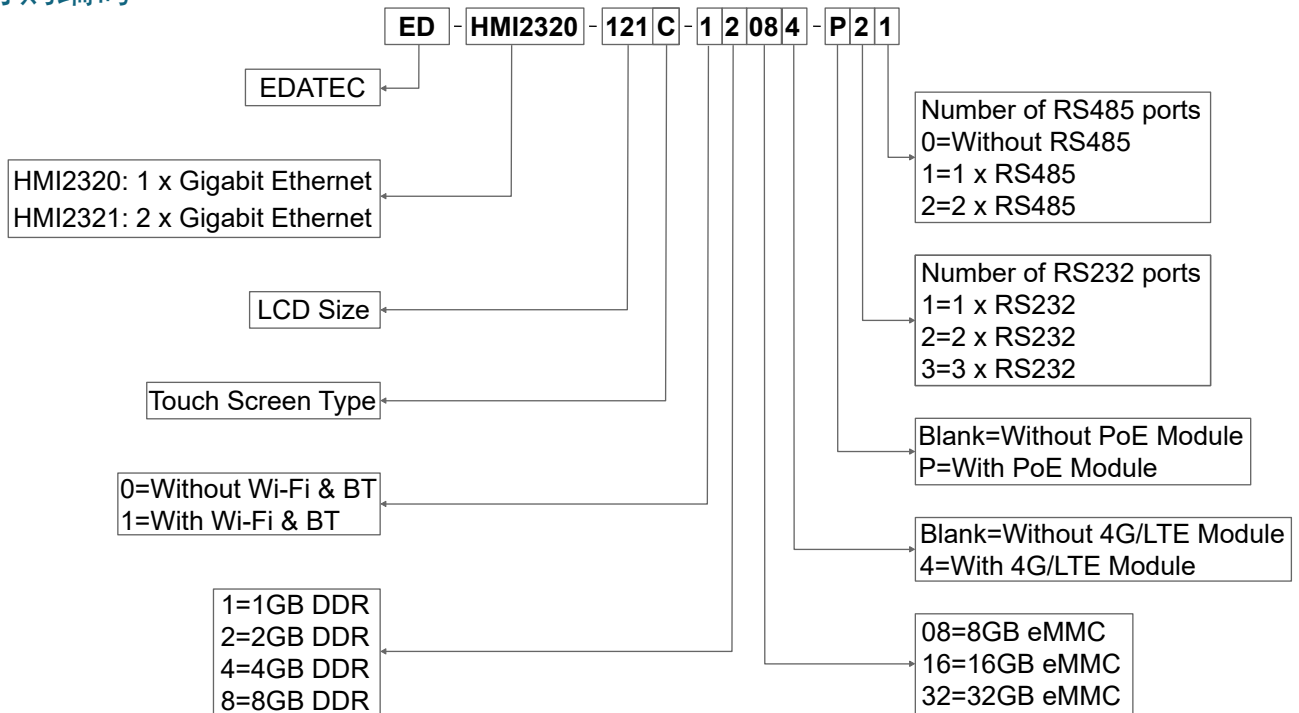 ED - HMI2320 - 121 C - 1 2 08 4 - P 2 1
EDATEC
HMI2320: 1 x Gigabit Ethernet
HMI2321: 2 x Gigabit Ethernet
LCD Size
Touch Screen Type
0=Without Wi-Fi & BT
1=With Wi-Fi & BT
1=1GB DDR
2=2GB DDR
4=4GB DDR
8=8GB DDR
Number of RS485 ports
0=Without RS485
1=1 x RS485
2=2 x RS485
Number of RS232 ports
1=1 x RS232
2=2 x RS232
3=3 x RS232
Blank=Without PoE Module
P=With PoE Module
Blank=Without 4G/LTE Module
4=With 4G/LTE Module
08=8GB eMMC
16=16GB eMMC
32=32GB eMMC